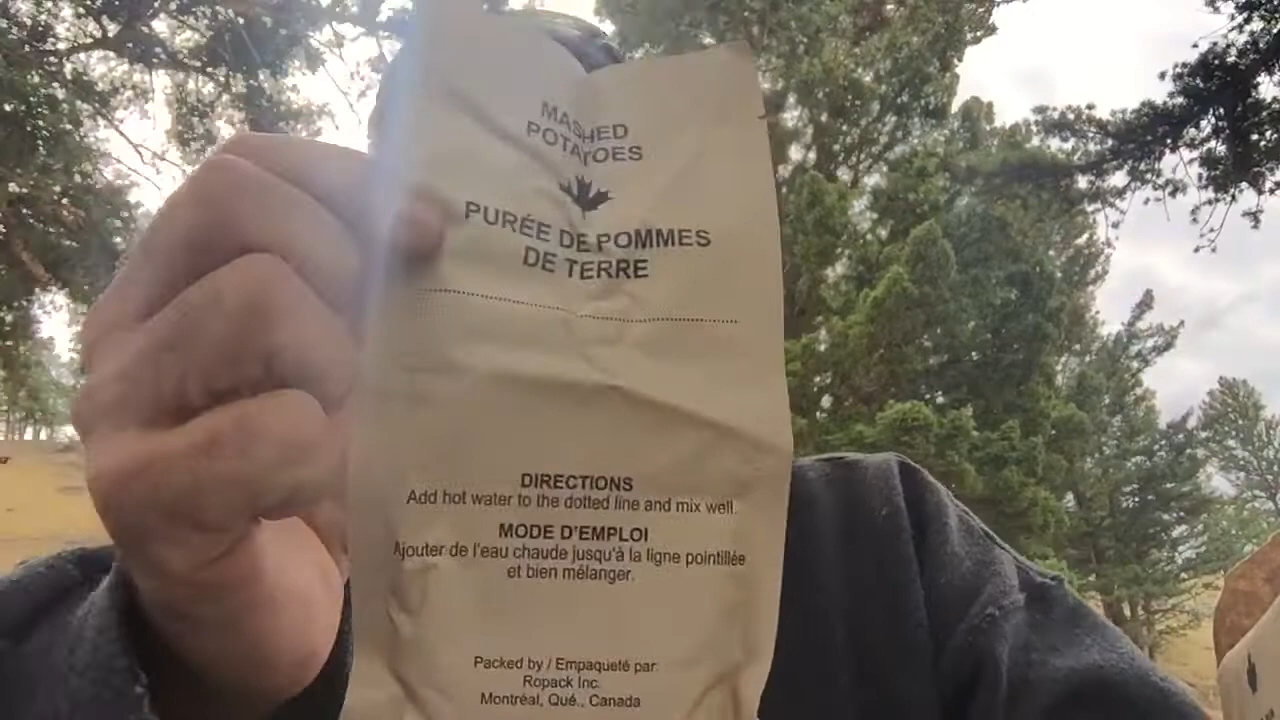 MASHED
POTATOES
PURÉE DE POMMES
DE TERRE
DIRECTIONS
Add hot water to the dotted line and mix well.
MODE D'EMPLOI
Ajouter de l'eau chaude jusqu'à la ligne pointillée
et bien mélanger.
Packed by / Empaqueté par:
Ropack Inc.
Montréal, Qué., Canada